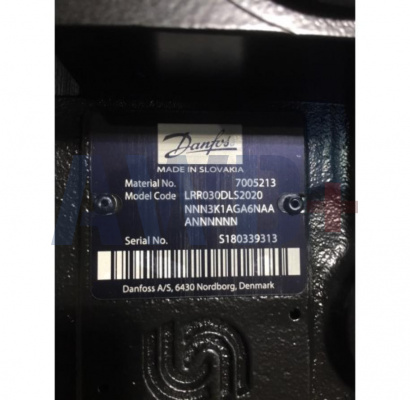 Danfoss
MADE IN SLOVAKIA
Material No. 7005213
Model Code LRR030DLS2020
NNN3K1AGA6NAA
ANNNNNN
Serial No. S180339313
Danfoss A/S, 6430 Nordborg, Denmark